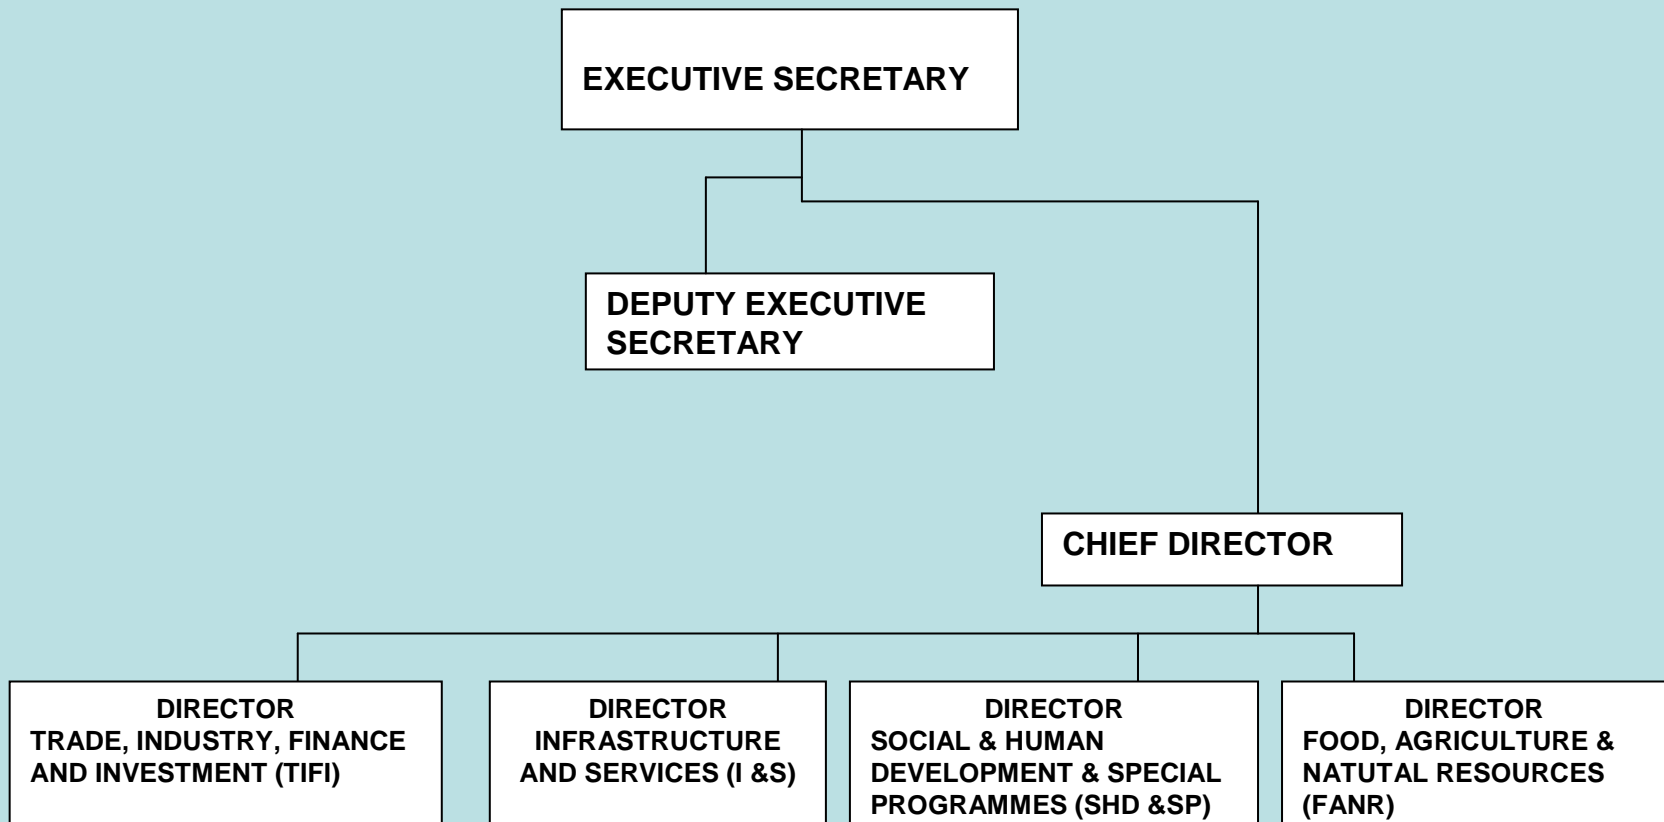 EXECUTIVE SECRETARY
DEPUTY EXECUTIVE
SECRETARY
CHIEF DIRECTOR
DIRECTOR
TRADE, INDUSTRY, FINANCE
AND INVESTMENT (TIFI)
DIRECTOR
INFRASTRUCTURE
AND SERVICES (I &S)
DIRECTOR
SOCIAL & HUMAN
DEVELOPMENT & SPECIAL
PROGRAMMES (SHD &SP)
DIRECTOR
FOOD, AGRICULTURE &
NATUTAL RESOURCES
(FANR)